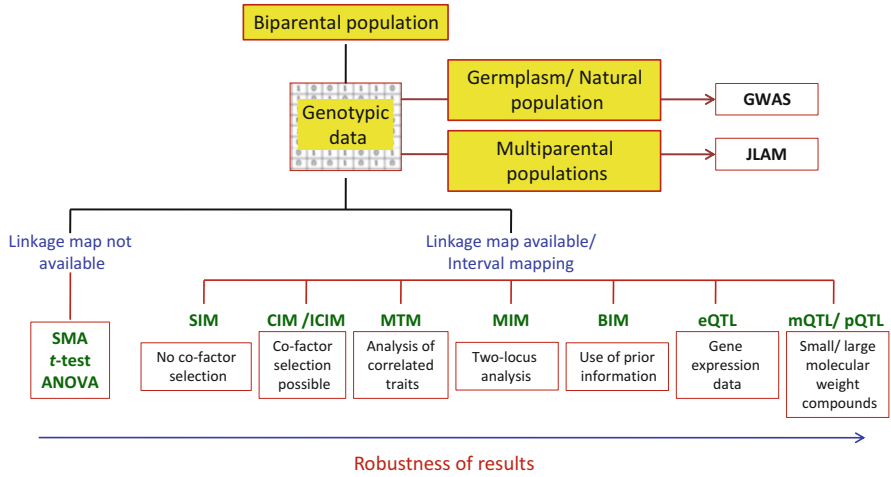 Biparental population
Genotypic
data
Germplasm/ Natural
population
GWAS
Multiparental
populations
JLAM
Linkage map not
available
Linkage map available/
Interval mapping
SMA
t-test
ANOVA
SIM
No co-factor
selection
CIM /ICIM
Co-factor
selection
possible
MTM
Analysis of
correlated
traits
MIM
Two-locus
analysis
BIM
Use of prior
information
eQTL
Gene
expression
data
mQTL/ pQTL
Small/ large
molecular
weight
compounds
Robustness of results